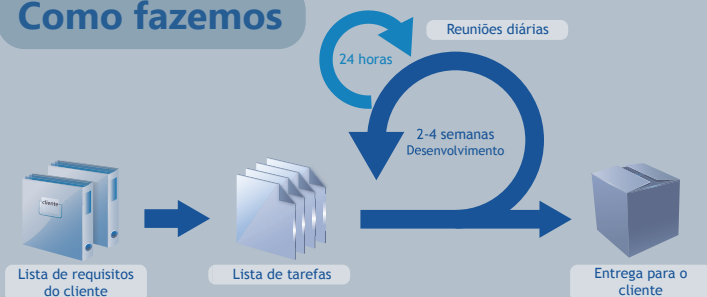 Como fazemos
Reuniões diárias
24 horas
2-4 semanas
Desenvolvimento
cliente
Lista de requisitos
do cliente
Lista de tarefas
Entrega para o
cliente